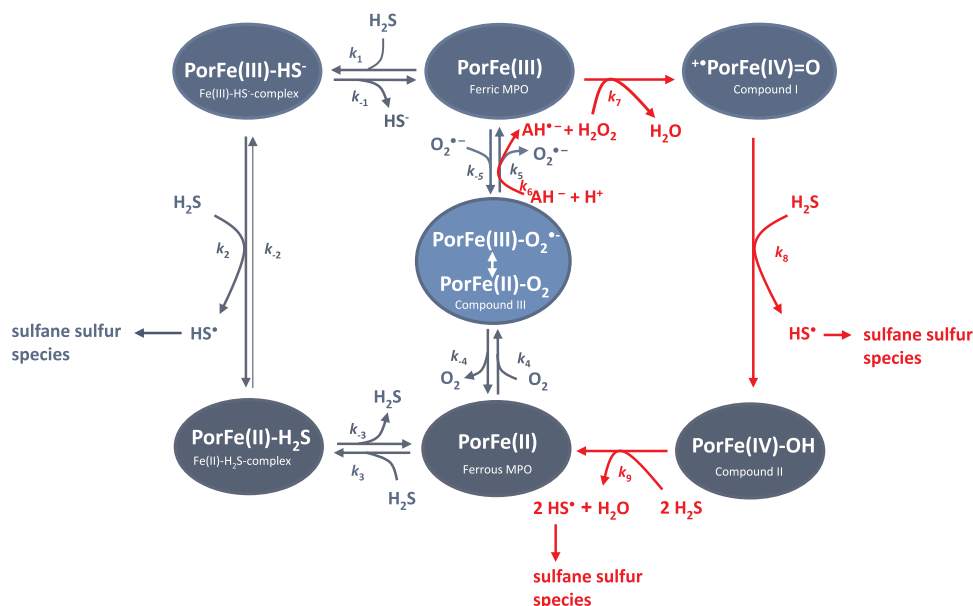 H₂S
k₁
PorFe(III)-HS⁻
Fe(III)-HS⁻-complex
k₋₁
HS⁻
PorFe(III)
Ferric MPO
k₇
⁺•PorFe(IV)=O
Compound I
AH•⁻ + H₂O₂
H₂O
O₂•⁻
k₋₅
k₅
O₂•⁻
k₆
AH⁻ + H⁺
H₂S
k₂
k₋₂
HS•
sulfane sulfur
species
PorFe(III)-O₂•⁻
PorFe(II)-O₂
Compound III
H₂S
k₈
HS•
sulfane sulfur
species
k₋₄
k₄
O₂
O₂
H₂S
k₋₃
PorFe(II)-H₂S
Fe(II)-H₂S-complex
k₃
H₂S
PorFe(II)
Ferrous MPO
k₉
PorFe(IV)-OH
Compound II
2 HS• + H₂O
2 H₂S
sulfane sulfur
species